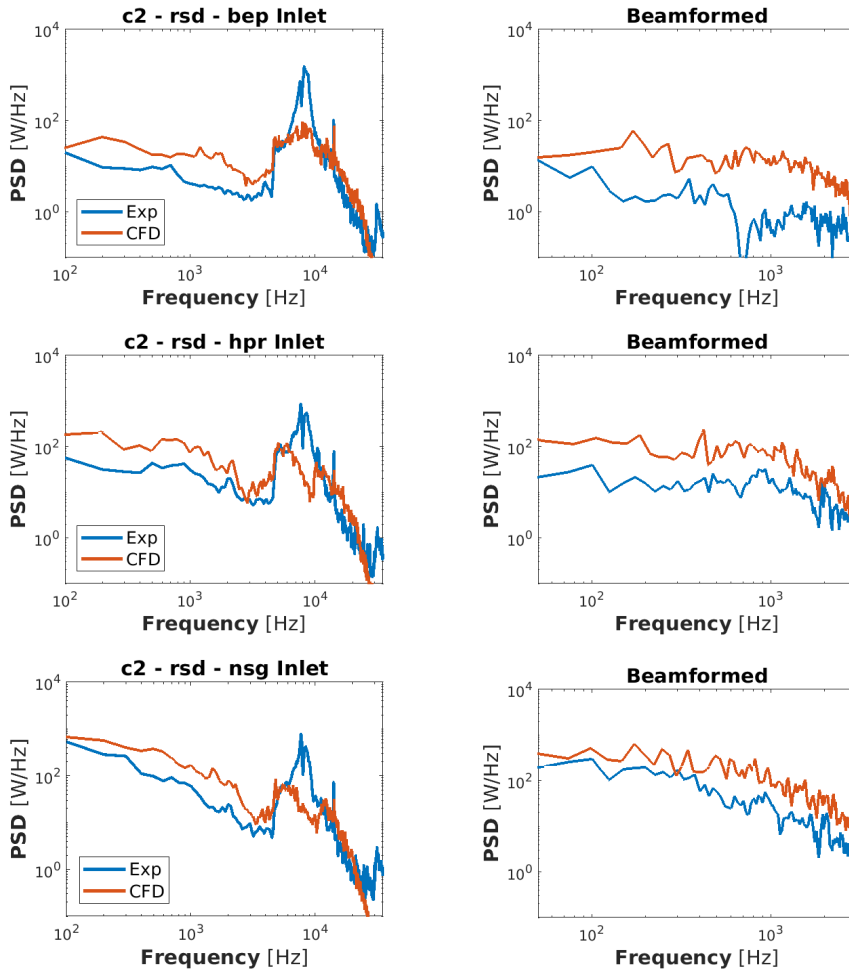 c2 - rsd - bep Inlet
Beamformed
10^4
10^2
10^0
PSD [W/Hz]
Exp
CFD
10^2
10^3
10^4
Frequency [Hz]
10^4
10^2
10^0
PSD [W/Hz]
10^2
10^3
Frequency [Hz]
c2 - rsd - hpr Inlet
Beamformed
10^4
10^2
10^0
PSD [W/Hz]
Exp
CFD
10^2
10^3
10^4
Frequency [Hz]
10^4
10^2
10^0
PSD [W/Hz]
10^2
10^3
Frequency [Hz]
c2 - rsd - nsg Inlet
Beamformed
10^4
10^2
10^0
PSD [W/Hz]
Exp
CFD
10^2
10^3
10^4
Frequency [Hz]
10^4
10^2
10^0
PSD [W/Hz]
10^2
10^3
Frequency [Hz]